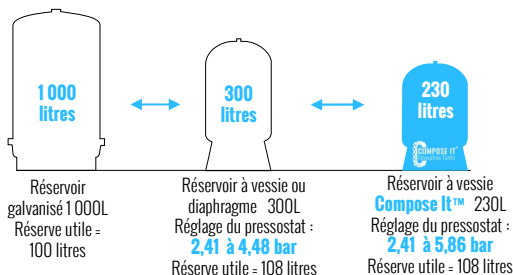 1 000
litres
300
litres
230
litres
COMPOSE IT™
Innovative Tanks
Réservoir
galvanisé 1 000L
Réserve utile =
100 litres
Réservoir à vessie ou
diaphragme 300L
Réglage du pressostat :
2,41 à 4,48 bar
Réserve utile = 108 litres
Réservoir à vessie
Compose It™ 230L
Réglage du pressostat :
2,41 à 5,86 bar
Réserve utile = 108 litres